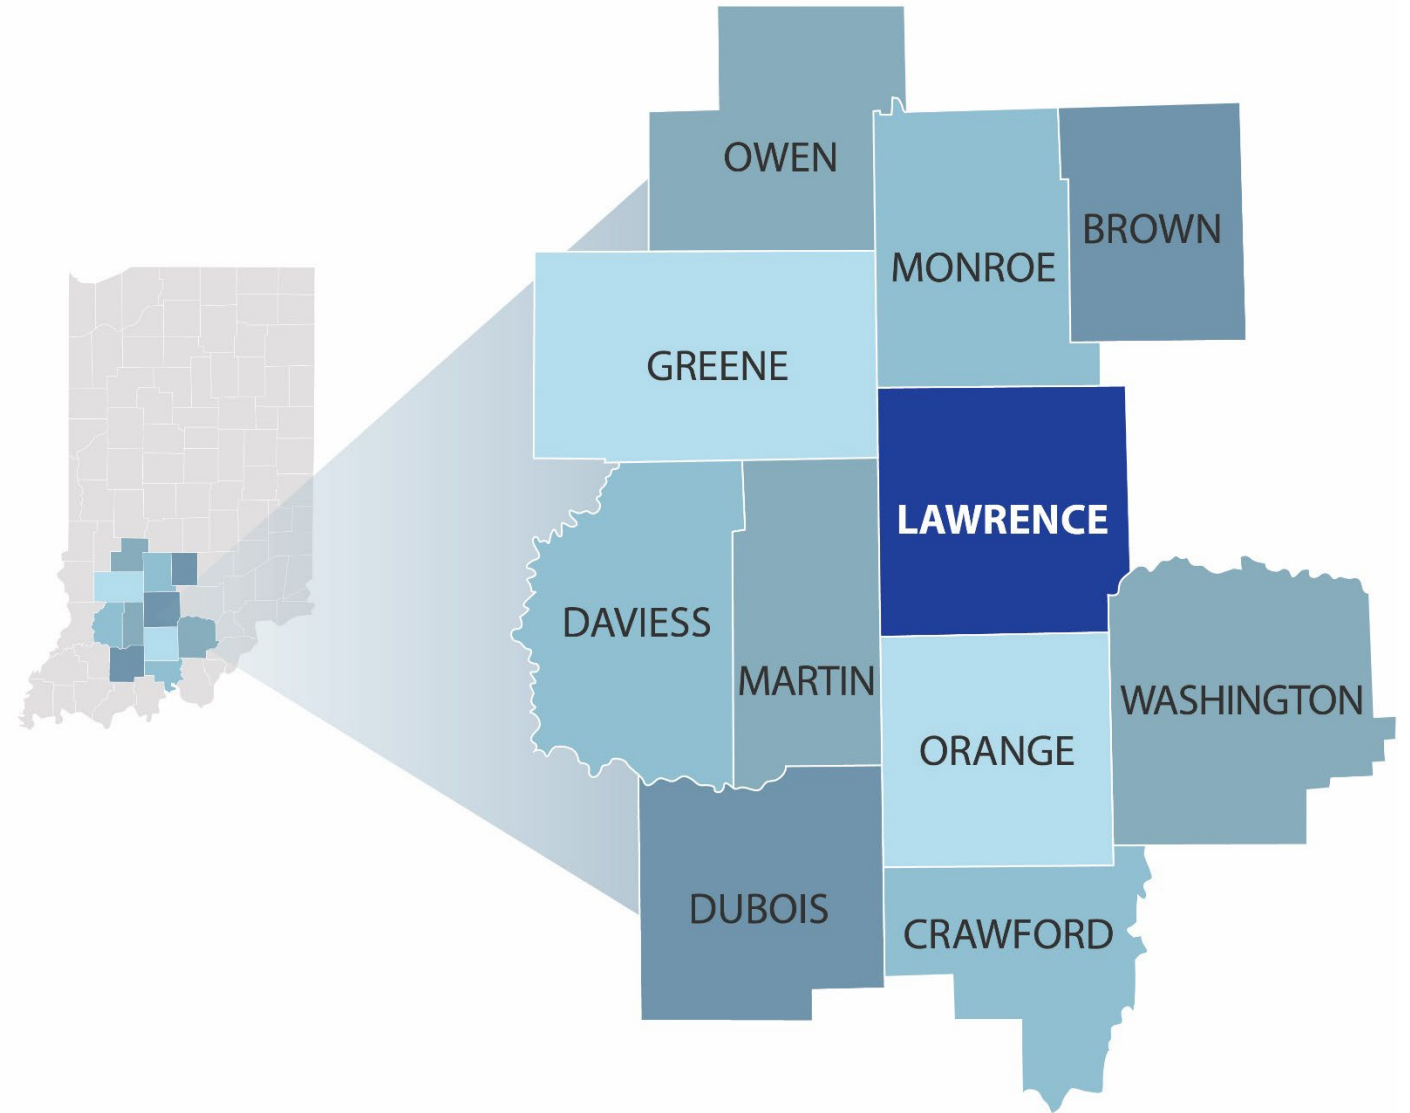 OWEN
BROWN
MONROE
GREENE
LAWRENCE
DAVIESS
MARTIN
WASHINGTON
ORANGE
DUBOIS
CRAWFORD